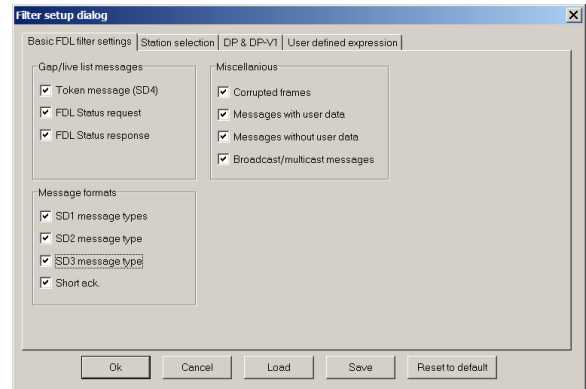 Filter setup dialog
Basic FDL filter settings
Station selection
DP & DP-V1
User defined expression
Gap/live list messages
Token message (SD4)
FDL Status request
FDL Status response
Miscellanious
Corrupted frames
Messages with user data
Messages without user data
Broadcast/multicast messages
Message formats
SD1 message types
SD2 message type
SD3 message type
Short ack.
Ok
Cancel
Load
Save
Reset to default